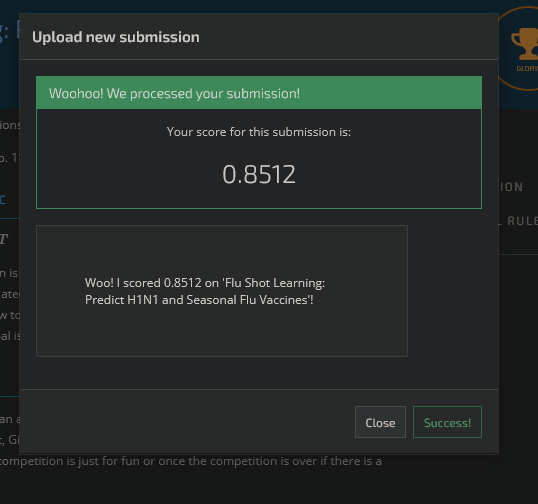 Upload new submission
GLORY
Woohoo! We processed your submission!
Your score for this submission is:
0.8512
Woo! I scored 0.8512 on 'Flu Shot Learning:
Predict H1N1 and Seasonal Flu Vaccines'!
Close
Success!
competition is just for fun or once the competition is over if there is a